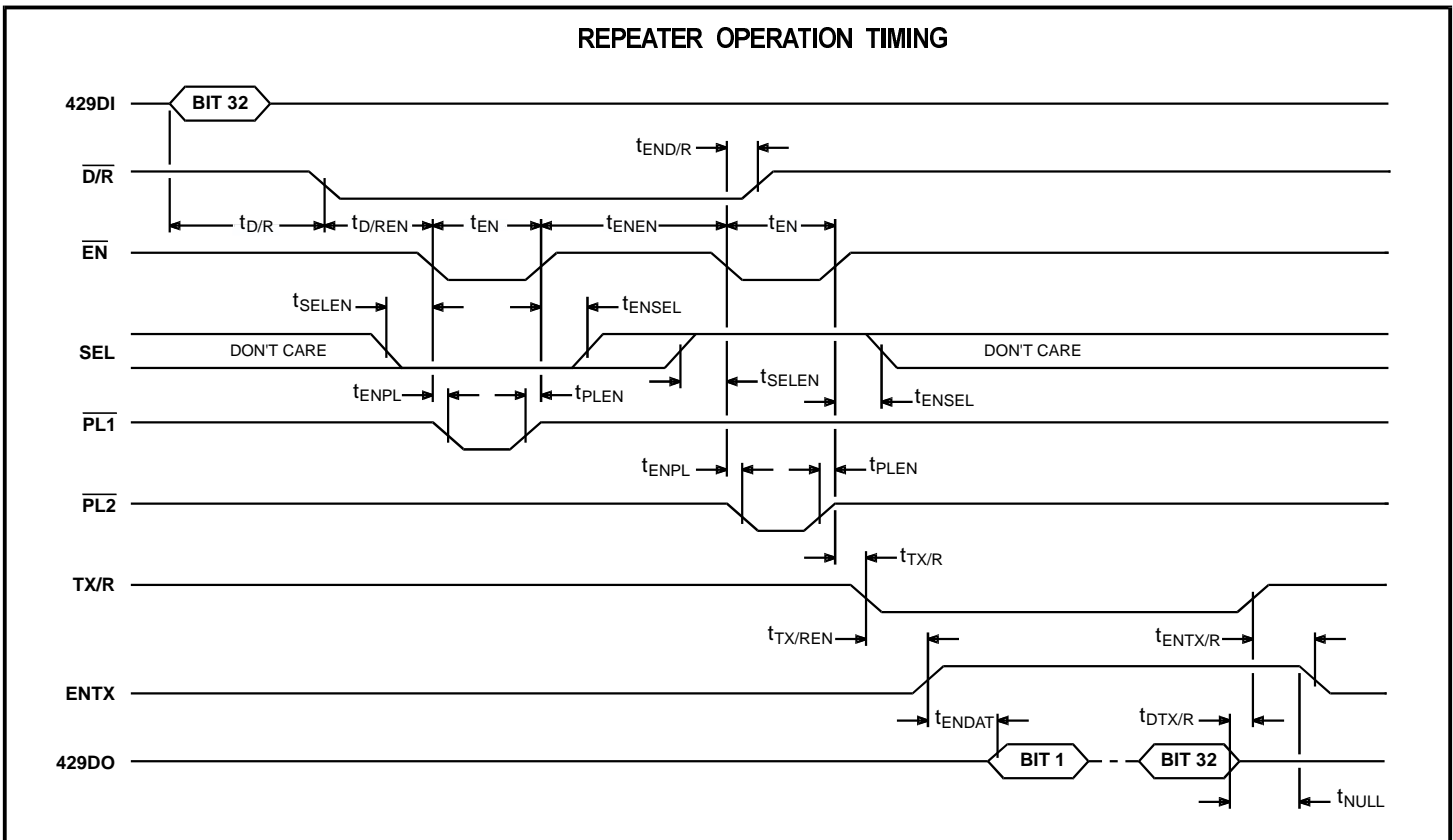 REPEATER OPERATION TIMING
429DI
BIT 32
tEND/R
D/R
tD/R
tD/REN
tEN
tENEN
tEN
EN
tSELEN
tENSEL
SEL
DON'T CARE
DON'T CARE
tSELEN
tENPL
tPLEN
tENSEL
PL1
tENPL
tPLEN
PL2
tTX/R
TX/R
tTX/REN
tENTX/R
ENTX
tENDAT
tDTX/R
429DO
BIT 1
BIT 32
tNULL